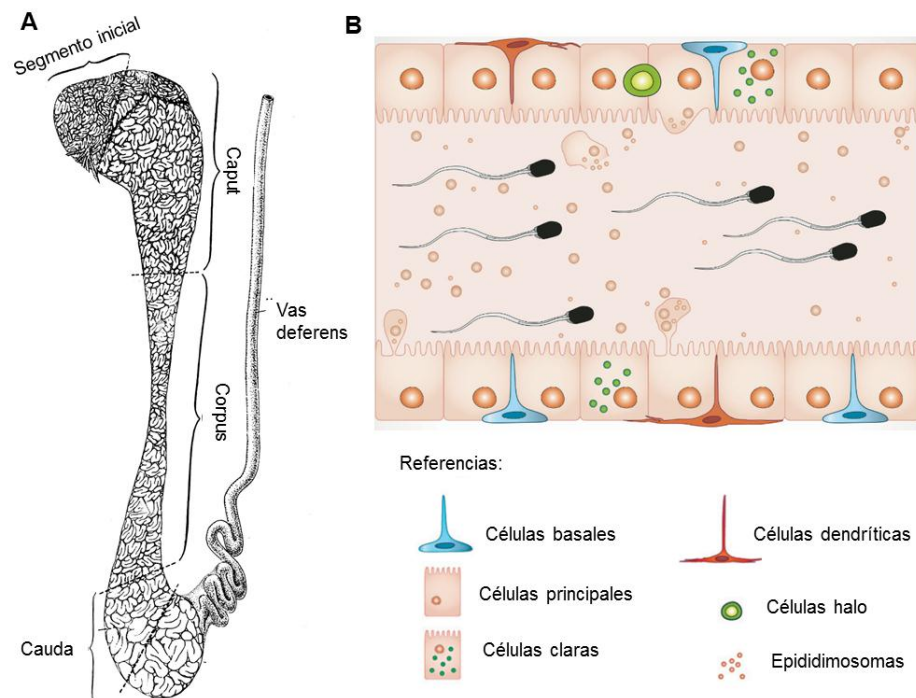 A
Segmento inicial
Caput
Vas
deferens
Corpus
Cauda
B
Referencias:
Células basales
Células dendríticas
Células principales
Células halo
Células claras
Epididimosomas